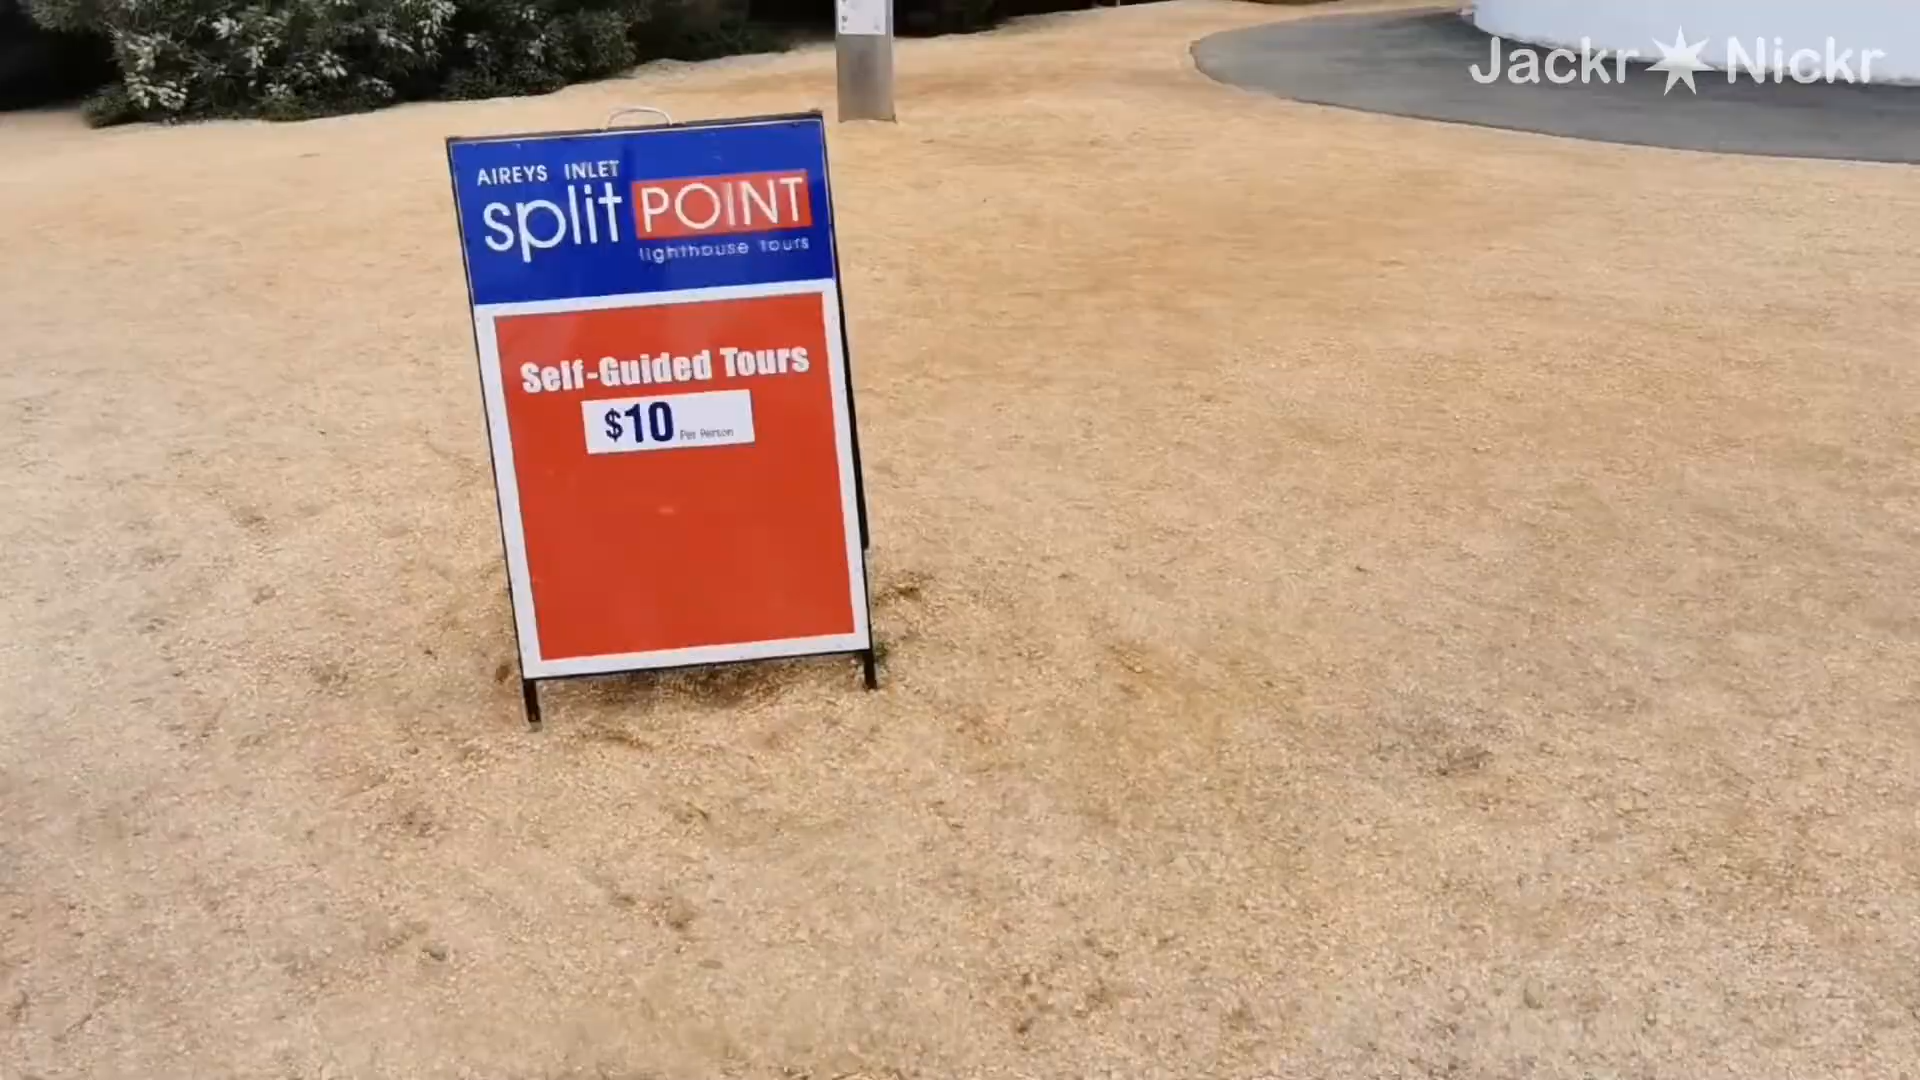 Jackr Nickr
AIREYS INLET
split POINT
lighthouse tours
Self-Guided Tours
$10 Per Person